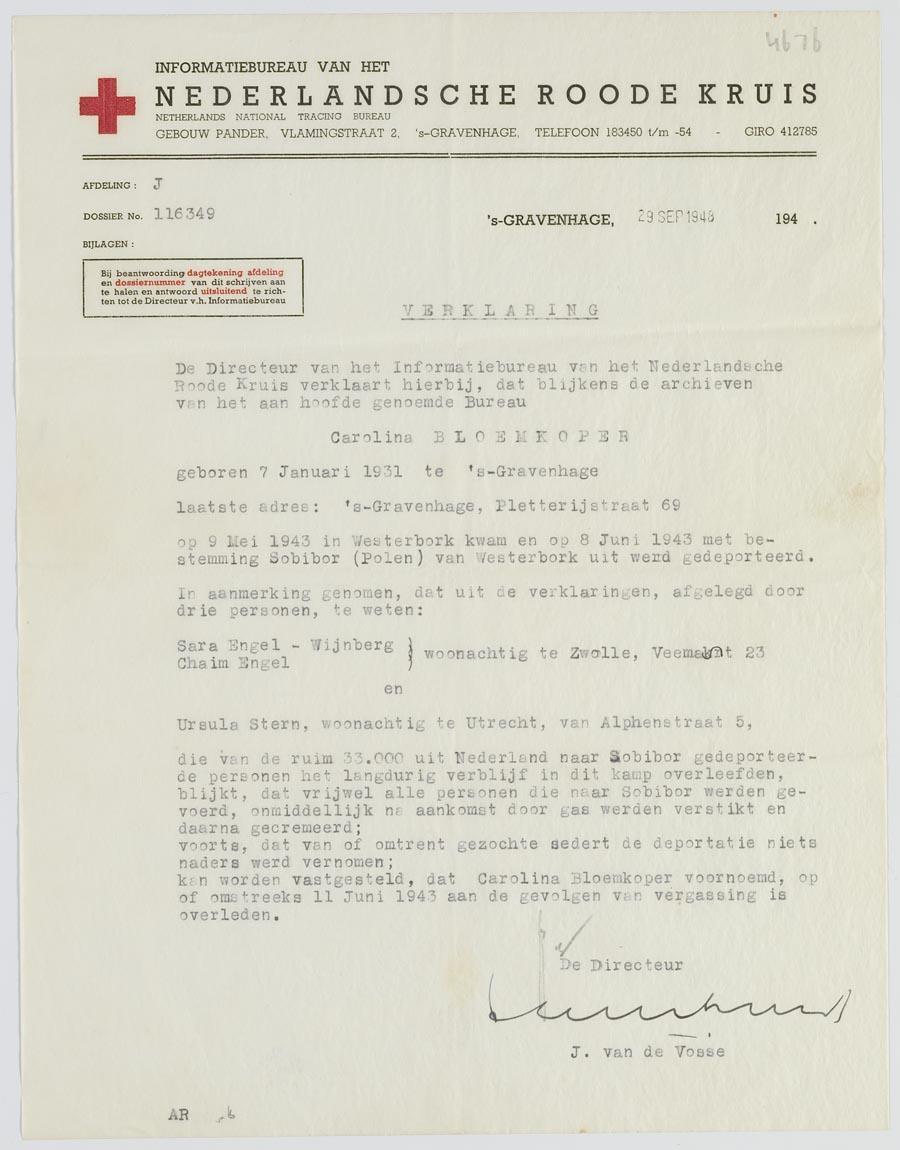 4676
INFORMATIEBUREAU VAN HET
NEDERLANDSCHE ROODE KRUIS
NETHERLANDS NATIONAL TRACING BUREAU
GEBOUW PANDER, VLAMINGSTRAAT 2, 's-GRAVENHAGE, TELEFOON 183450 t/m -54 - GIRO 412785
AFDELING : J
DOSSIER No. 116349
's-GRAVENHAGE, 29 SEP 1948 194 .
BIJLAGEN :
Bij beantwoording dagtekening afdeling
en dossiernummer van dit schrijven aan
te halen en antwoord uitsluitend te rich-
ten tot de Directeur v.h. Informatiebureau
VERKLARING
De Directeur van het Informatiebureau van het Nederlandsche
Roode Kruis verklaart hierbij, dat blijkens de archieven
van het aan hoofde genoemde Bureau
Carolina BLOEMKOPER
geboren 7 Januari 1931 te 's-Gravenhage
laatste adres: 's-Gravenhage, Pletterijstraat 69
op 9 Mei 1943 in Westerbork kwam en op 8 Juni 1943 met be-
stemming Sobibor (Polen) van Westerbork uit werd gedeporteerd.
In aanmerking genomen, dat uit de verklaringen, afgelegd door
drie personen, te weten:
Sara Engel - Wijnberg
Chaim Engel } woonachtig te Zwolle, Veemarkt 23
en
Ursula Stern, woonachtig te Utrecht, van Alphenstraat 5,
die van de ruim 33.000 uit Nederland naar Sobibor gedeporteer-
de personen het langdurig verblijf in dit kamp overleefden,
blijkt, dat vrijwel alle personen die naar Sobibor werden ge-
voerd, onmiddellijk na aankomst door gas werden verstikt en
daarna gecremeerd;
voorts, dat van of omtrent gezochte sedert de deportatie niets
naders werd vernomen;
kan worden vastgesteld, dat Carolina Bloemkoper voornoemd, op
of omstreeks 11 Juni 1943 aan de gevolgen van vergassing is
overleden.
De Directeur
J. van de Vosse
AR